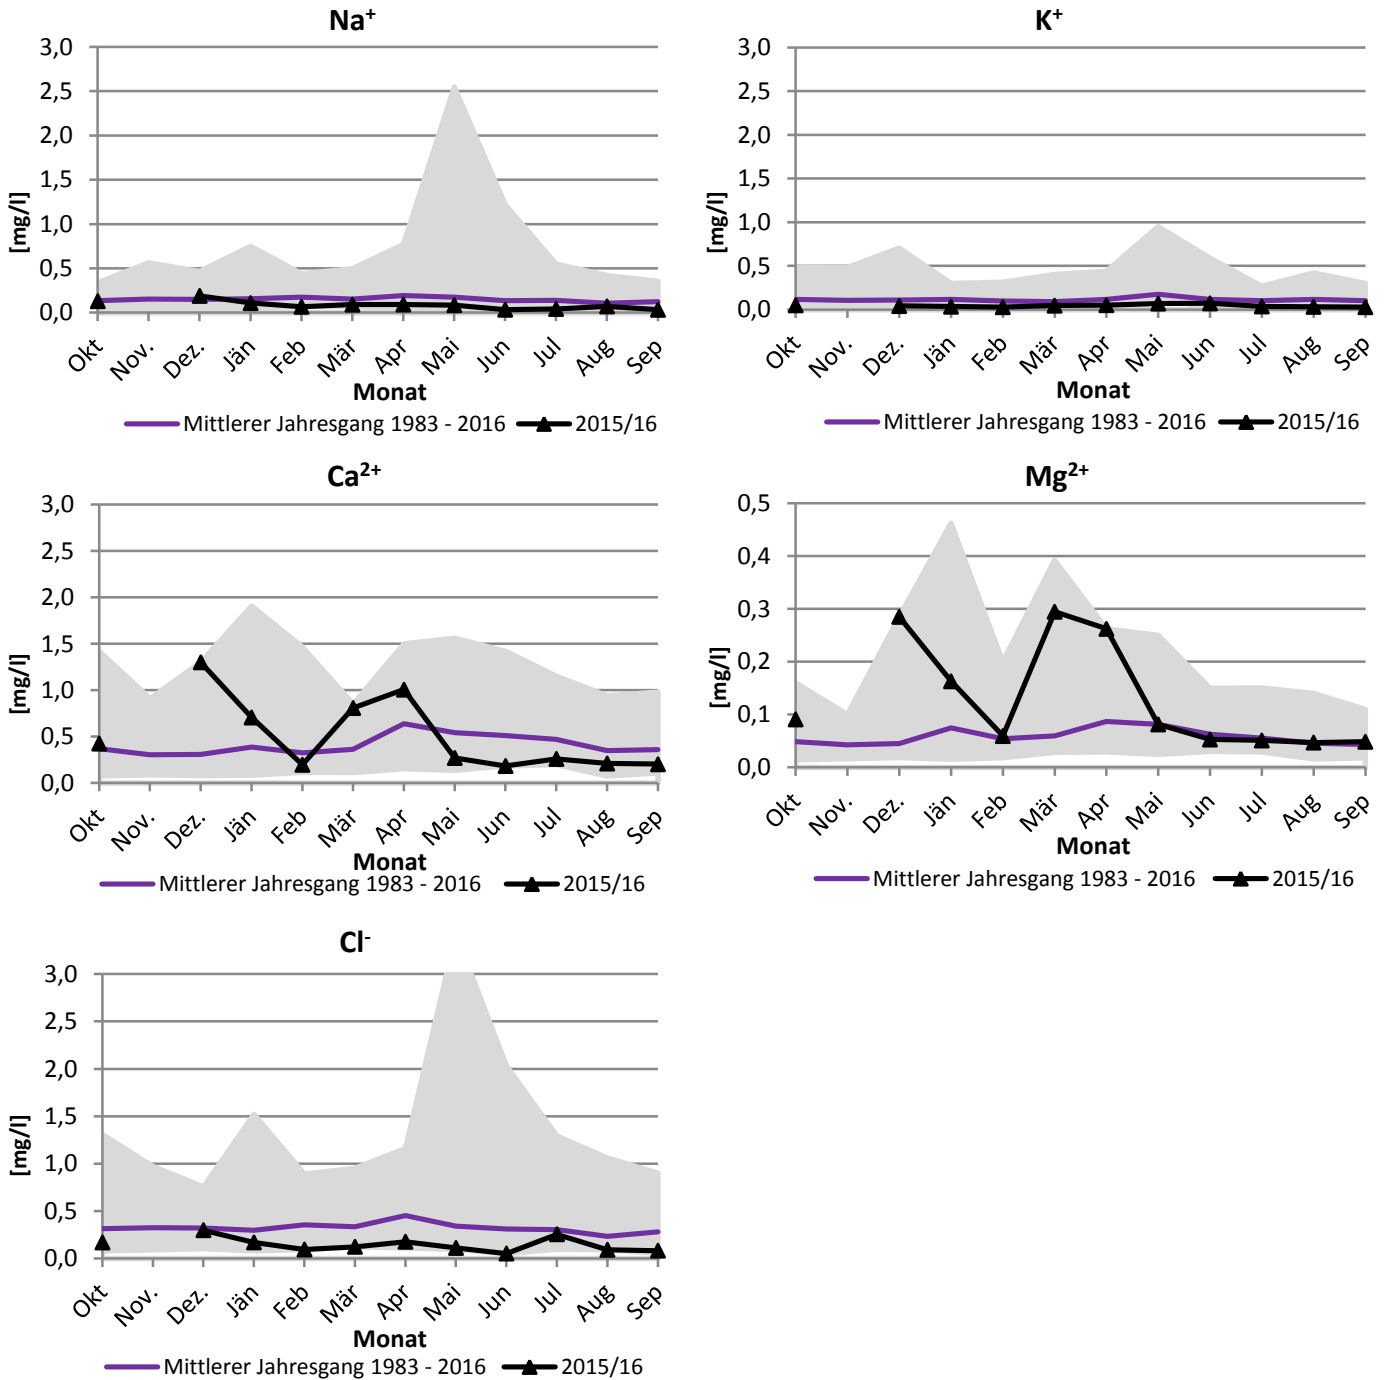 Na⁺
3,0
2,5
2,0
1,5
1,0
0,5
0,0
[mg/l]
Okt Nov. Dez. Jän Feb Mär Apr Mai Jun Jul Aug Sep
Monat
Mittlerer Jahresgang 1983 - 2016 2015/16
K⁺
3,0
2,5
2,0
1,5
1,0
0,5
0,0
[mg/l]
Okt Nov. Dez. Jän Feb Mär Apr Mai Jun Jul Aug Sep
Monat
Mittlerer Jahresgang 1983 - 2016 2015/16
Ca²⁺
3,0
2,5
2,0
1,5
1,0
0,5
0,0
[mg/l]
Okt Nov. Dez. Jän Feb Mär Apr Mai Jun Jul Aug Sep
Monat
Mittlerer Jahresgang 1983 - 2016 2015/16
Mg²⁺
0,5
0,4
0,3
0,2
0,1
0,0
[mg/l]
Okt Nov. Dez. Jän Feb Mär Apr Mai Jun Jul Aug Sep
Monat
Mittlerer Jahresgang 1983 - 2016 2015/16
Cl⁻
3,0
2,5
2,0
1,5
1,0
0,5
0,0
[mg/l]
Okt Nov. Dez. Jän Feb Mär Apr Mai Jun Jul Aug Sep
Monat
Mittlerer Jahresgang 1983 - 2016 2015/16